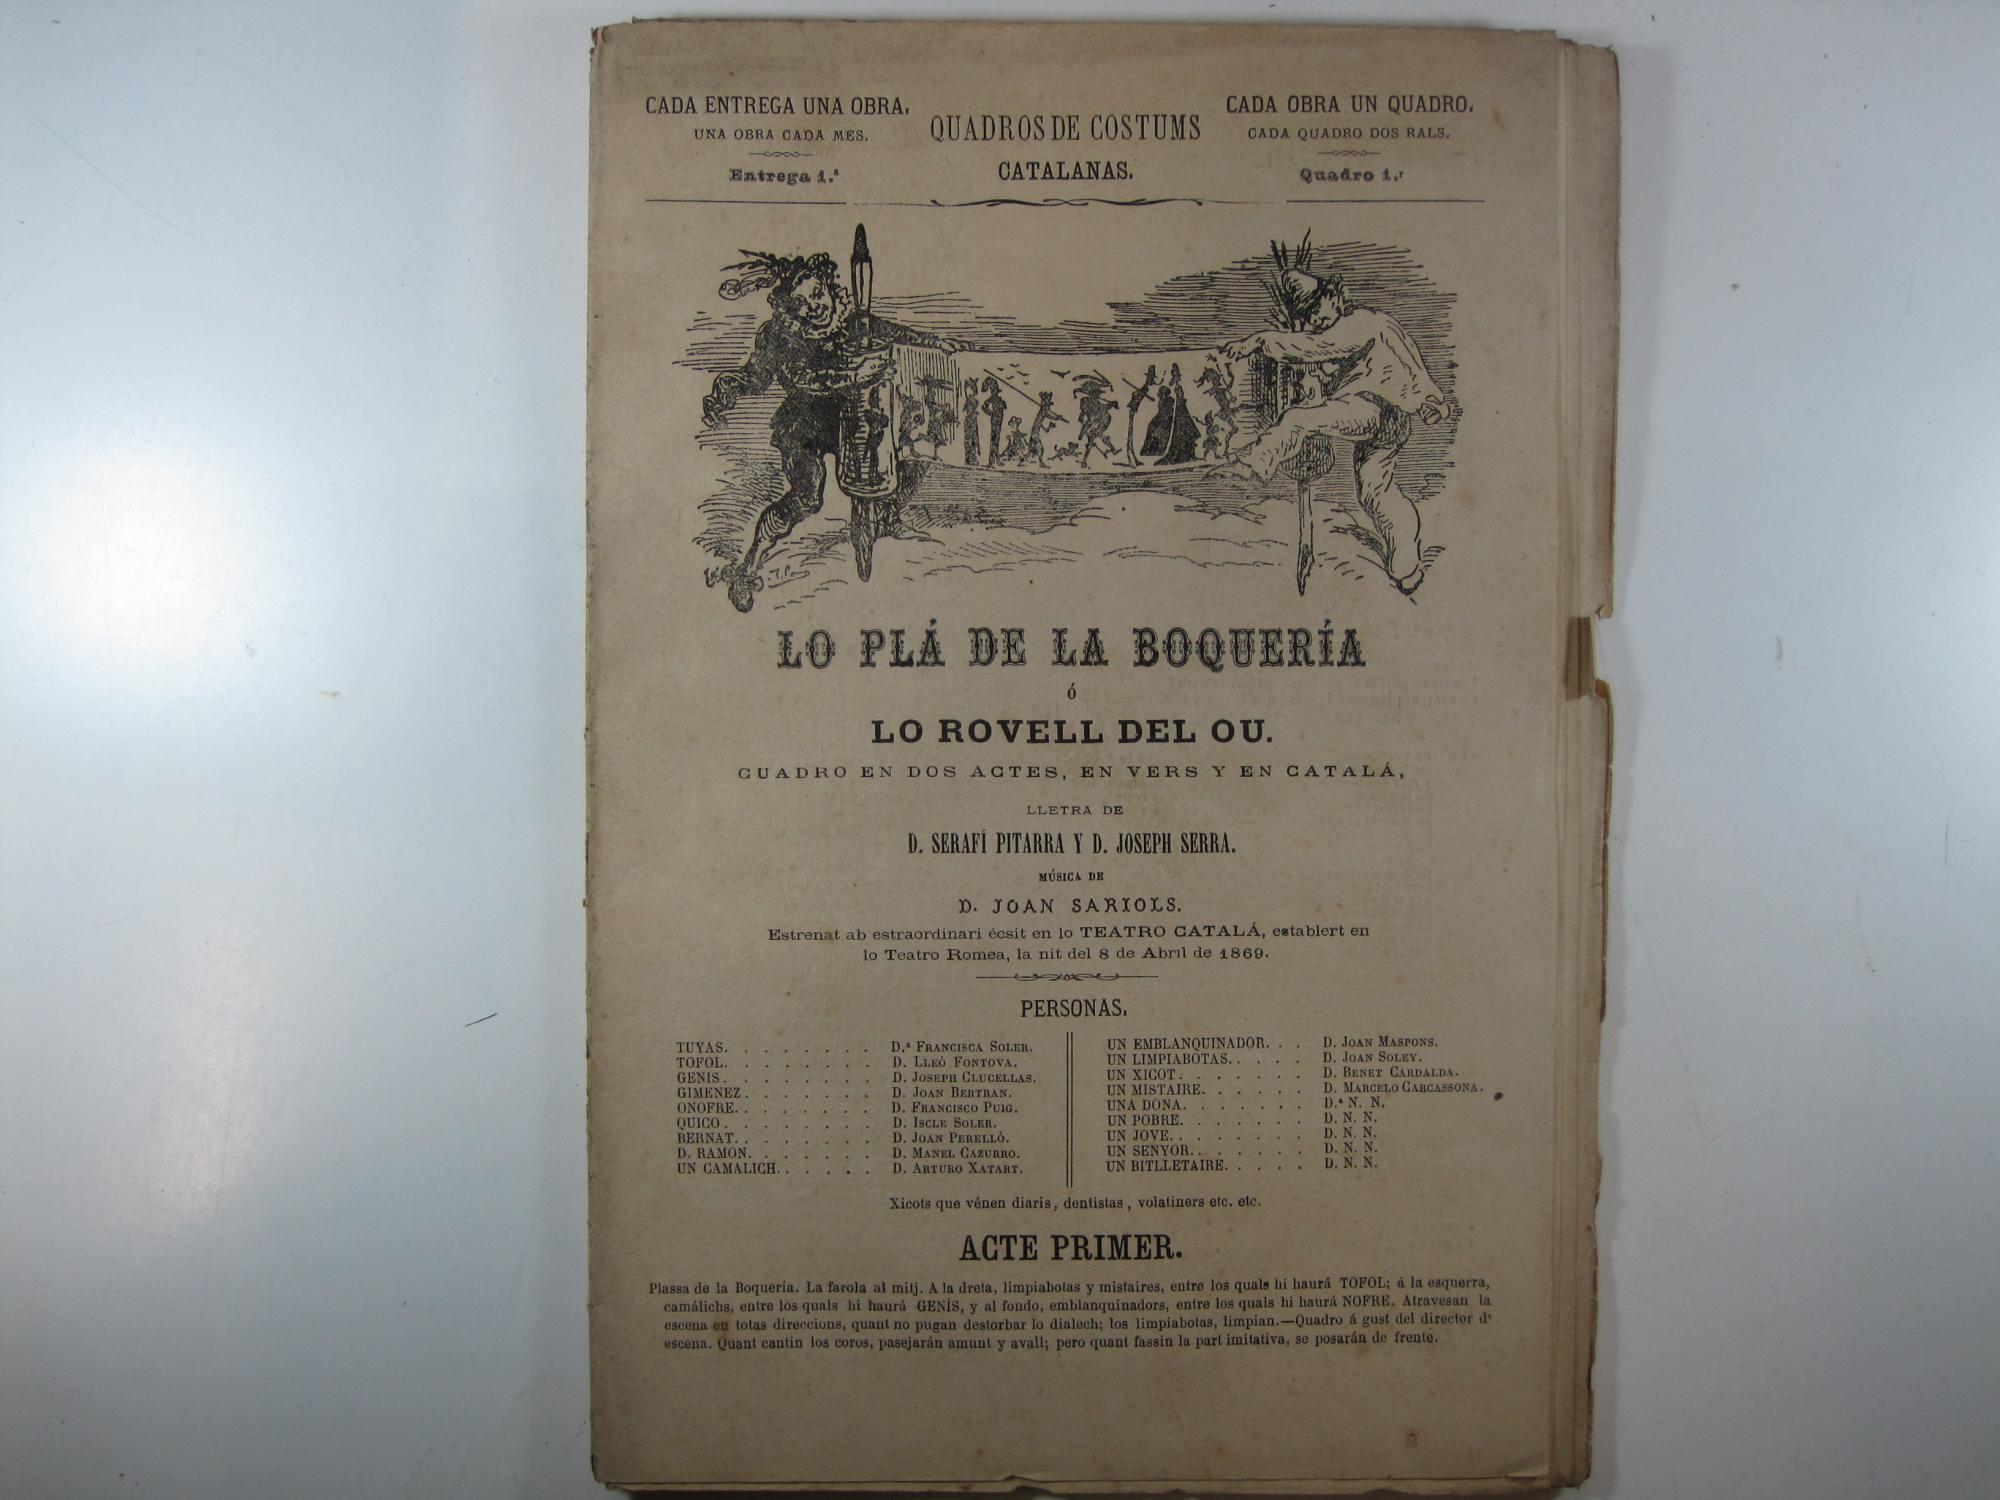 CADA ENTREGA UNA OBRA.
UNA OBRA CADA MES.
Entrega 1.ª
QUADROS DE COSTUMS
CATALANAS.
CADA OBRA UN QUADRO.
CADA QUADRO DOS RALS.
Quadro 1.r
LO PLÁ DE LA BOQUERÍA
ó
LO ROVELL DEL OU.
CUADRO EN DOS ACTES, EN VERS Y EN CATALÁ,
LLETRA DE
D. SERAFÍ PITARRA Y D. JOSEPH SERRA.
MÚSICA DE
D. JOAN SARIOLS.
Estrenat ab estraordinari écsit en lo TEATRO CATALÁ, establert en
lo Teatro Romea, la nit del 8 de Abril de 1869.
PERSONAS.
TUYAS. . . . . . . . D.ª FRANCISCA SOLER.
TOFOL. . . . . . . . D. LLEÓ FONTOVA.
GENIS . . . . . . . . D. JOSEPH CLUCELLAS.
GIMENEZ . . . . . . . D. JOAN BERTRAN.
ONOFRE. . . . . . . . D. FRANCISCO PUIG.
QUICO . . . . . . . . D. ISCLE SOLER.
BERNAT. . . . . . . . D. JOAN PERELLÓ.
D. RAMON. . . . . . . D. MANEL CAZURRO.
UN CAMALICH. . . . . . D. ARTURO XATART.
UN EMBLANQUINADOR. . . D. JOAN MASPONS.
UN LIMPIABOTAS. . . . . D. JOAN SOLEY.
UN XICOT . . . . . . . D. BENET CARDALDA.
UN MISTAIRE. . . . . . D. MARCELO CARCASSONA.
UNA DONA. . . . . . . D.ª N. N.
UN POBRE. . . . . . . D. N. N.
UN JOVE. . . . . . . . D. N. N.
UN SENYOR. . . . . . . D. N. N.
UN BITLLETAIRE. . . . . D. N. N.
Xicots que vénen diaris, dentistas, volatiners etc. etc.
ACTE PRIMER.
Plassa de la Boquería. La farola al mitj. A la dreta, limpiabotas y mistaires, entre los quals hi haurá TOFOL; á la esquerra,
camálichs, entre los quals hi haurá GENÍS, y al fondo, emblanquinadors, entre los quals hi haurá NOFRE. Atravesan la
escena en totas direccions, quant no pugan destorbar lo dialech; los limpiabotas, limpian.—Quadro á gust del director d'
escena. Quant cantin los coros, pasejarán amunt y avall; pero quant fassin la part imitativa, se posarán de frente.